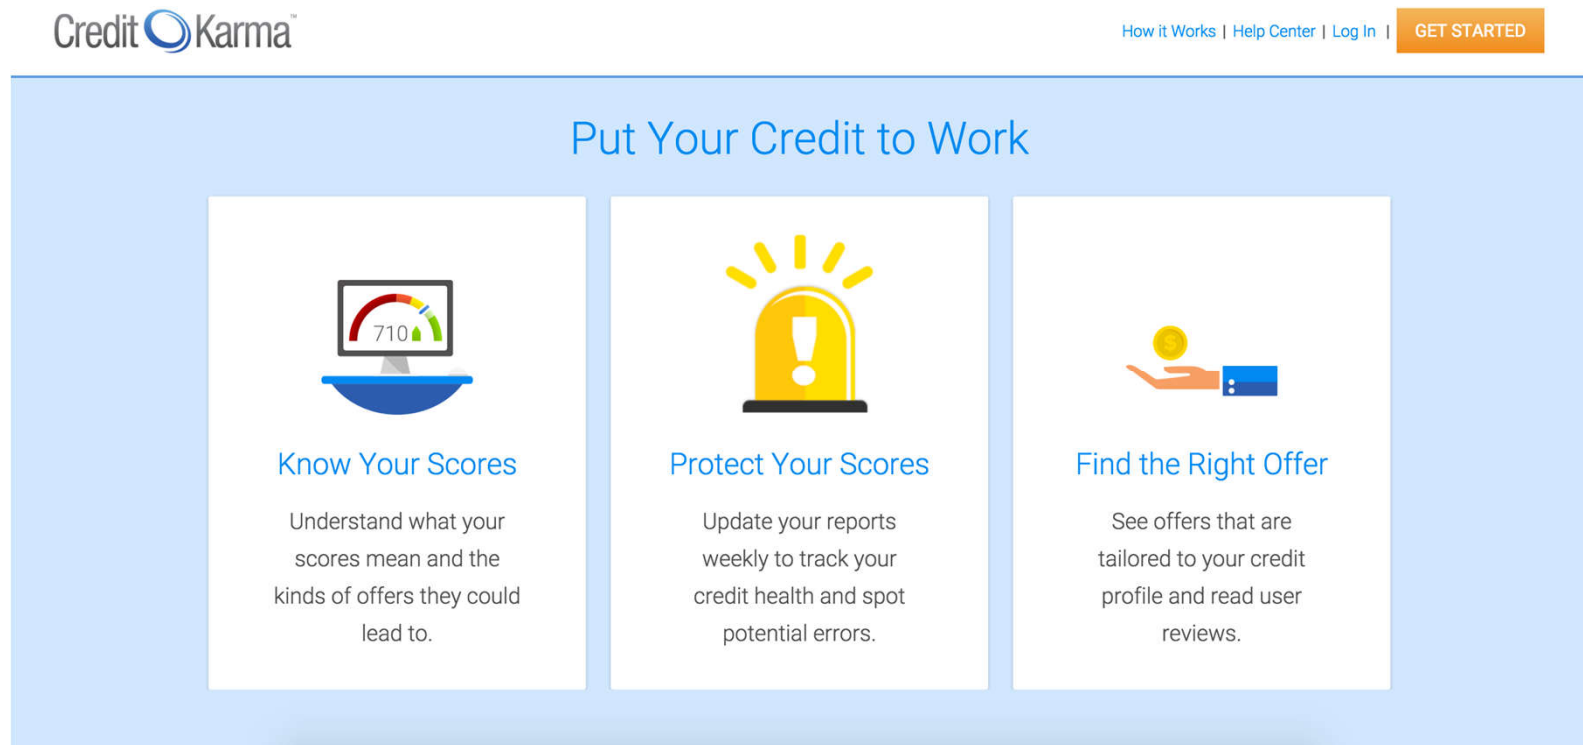 Credit Karma™
How it Works | Help Center | Log In | GET STARTED
Put Your Credit to Work
710
$
Know Your Scores
Understand what your
scores mean and the
kinds of offers they could
lead to.
Protect Your Scores
Update your reports
weekly to track your
credit health and spot
potential errors.
Find the Right Offer
See offers that are
tailored to your credit
profile and read user
reviews.